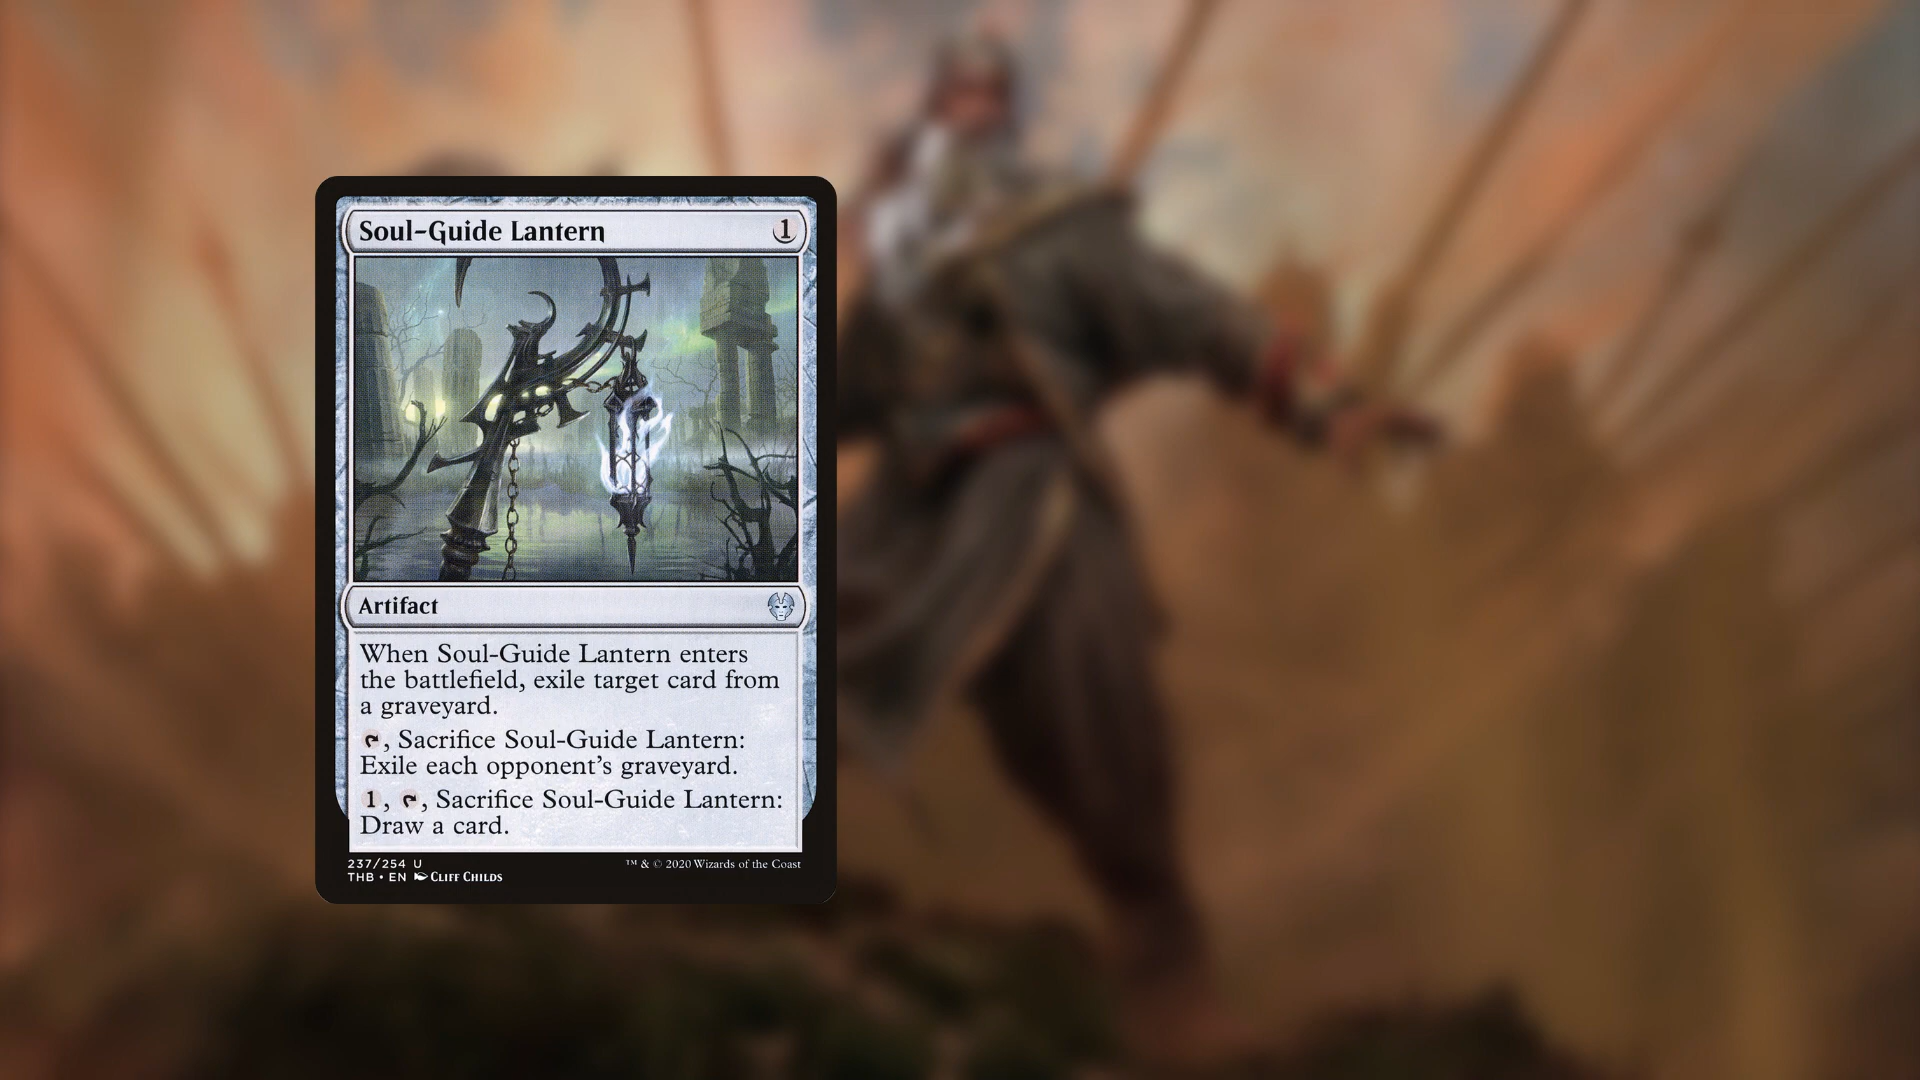 Soul-Guide Lantern 1
Artifact
When Soul-Guide Lantern enters
the battlefield, exile target card from
a graveyard.
, Sacrifice Soul-Guide Lantern:
Exile each opponent's graveyard.
1, , Sacrifice Soul-Guide Lantern:
Draw a card.
237/254 U
™ & © 2020 Wizards of the Coast
THB • EN Cliff Childs